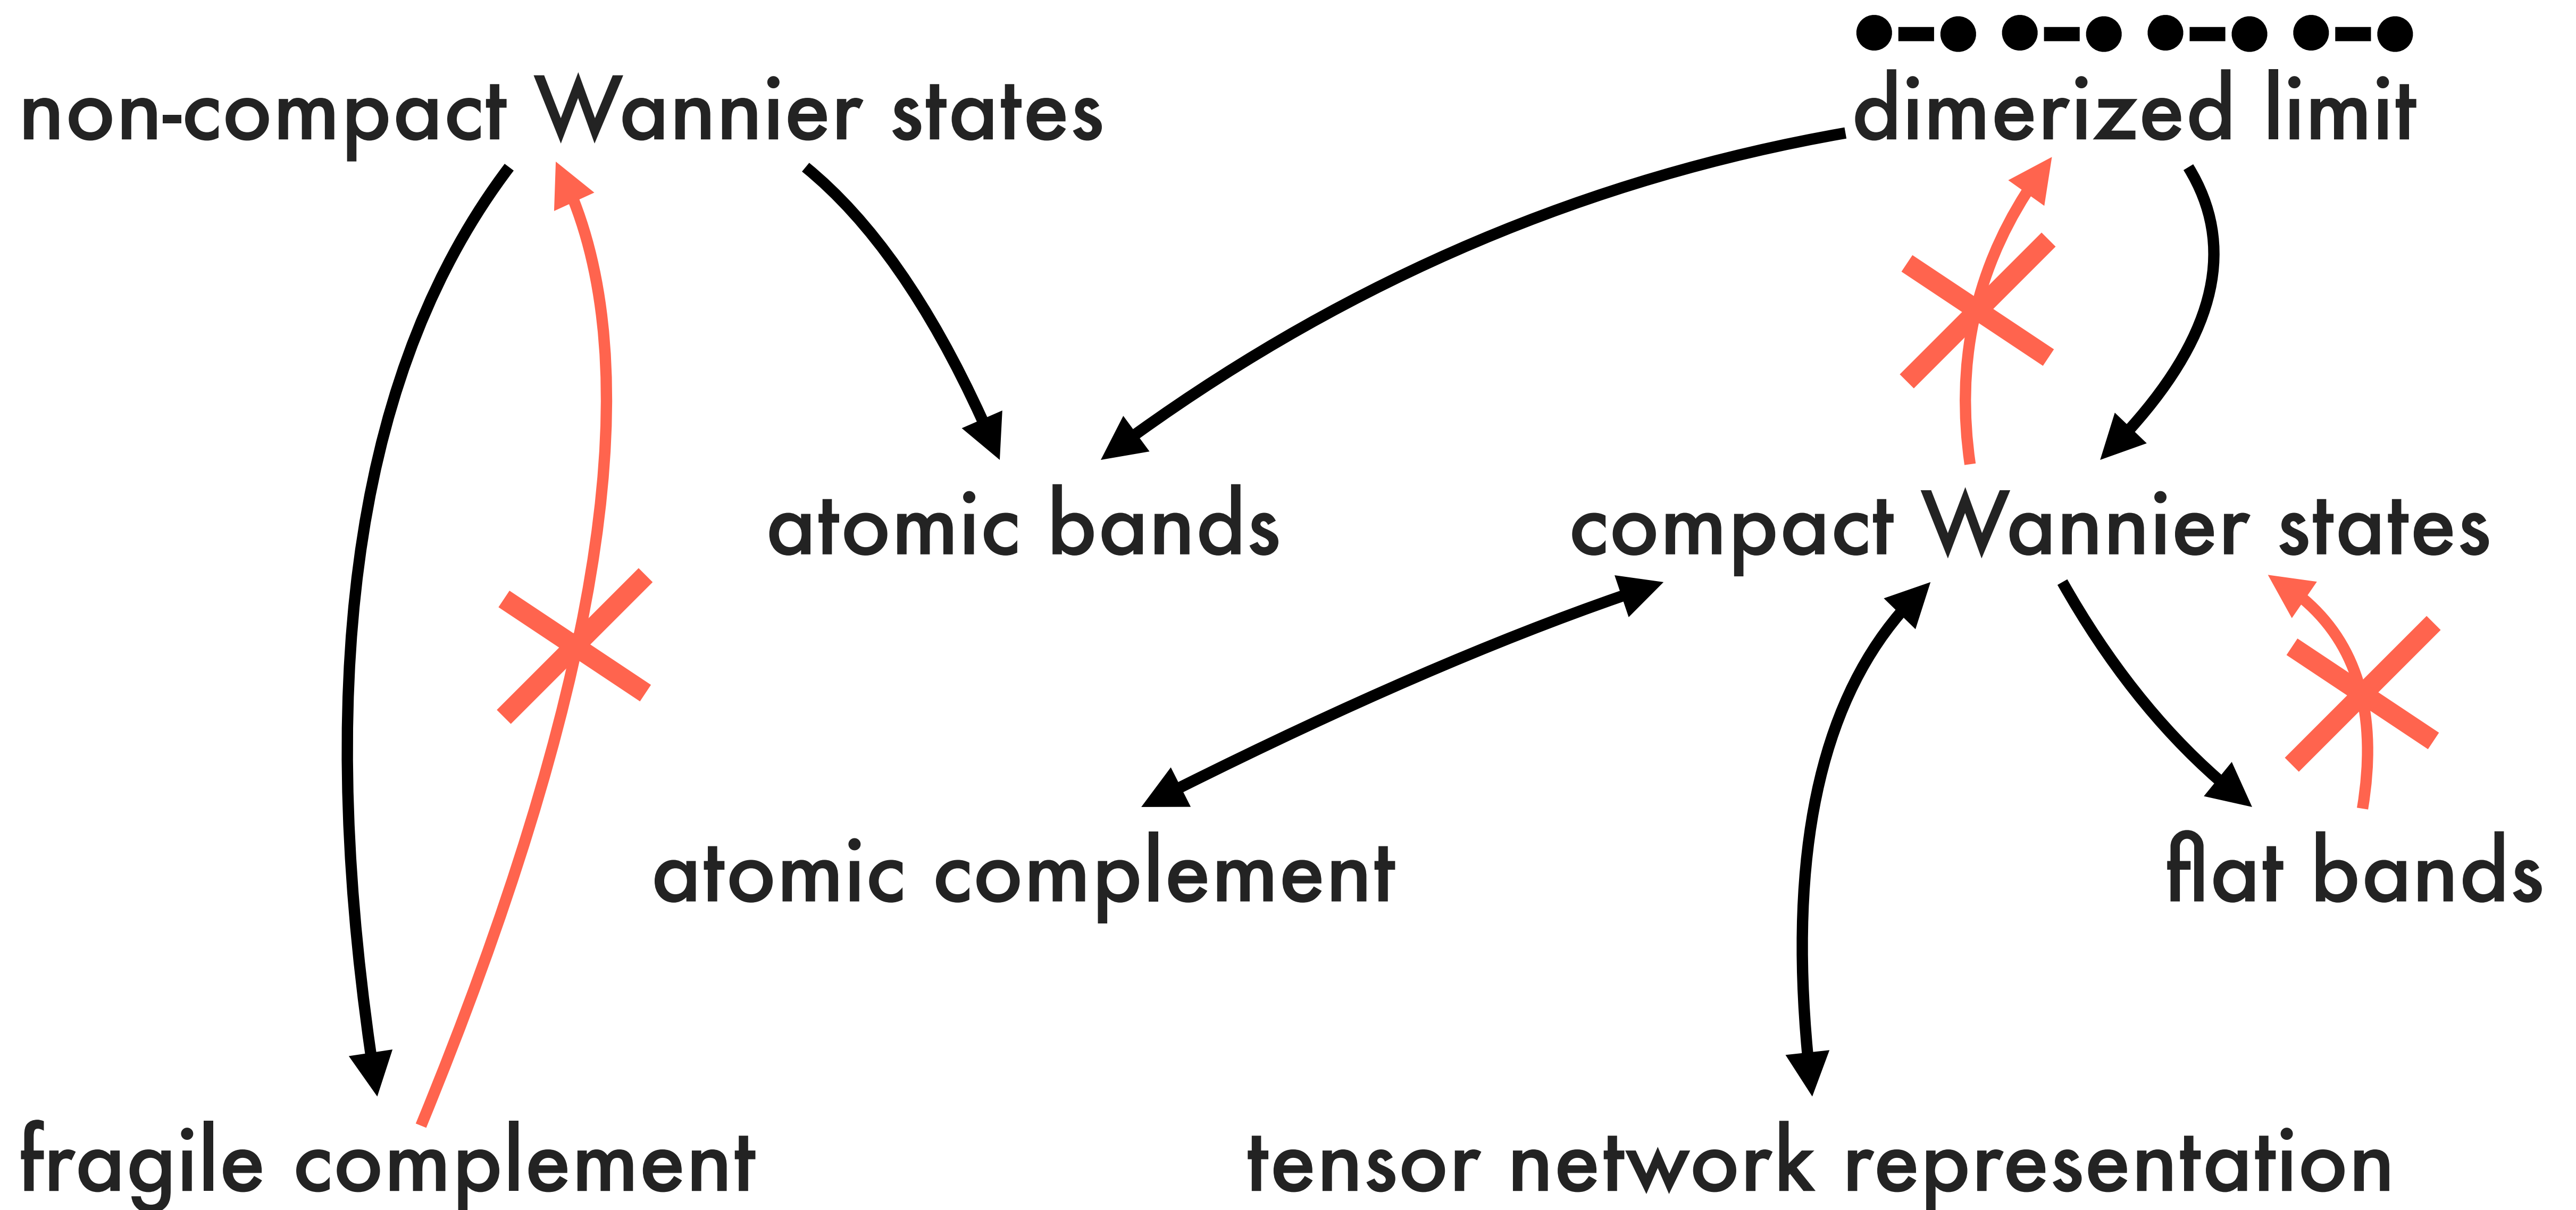 non-compact Wannier states
dimerized limit
atomic bands
compact Wannier states
atomic complement
flat bands
fragile complement
tensor network representation